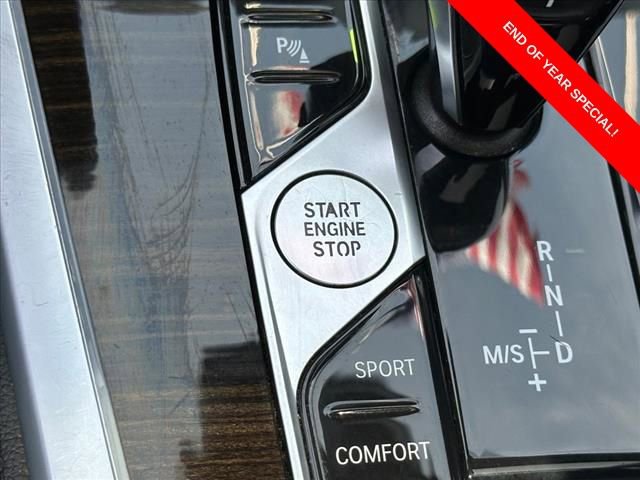 END OF YEAR SPECIAL!
P
START
ENGINE
STOP
R
N
D
M/S
−
+
SPORT
COMFORT